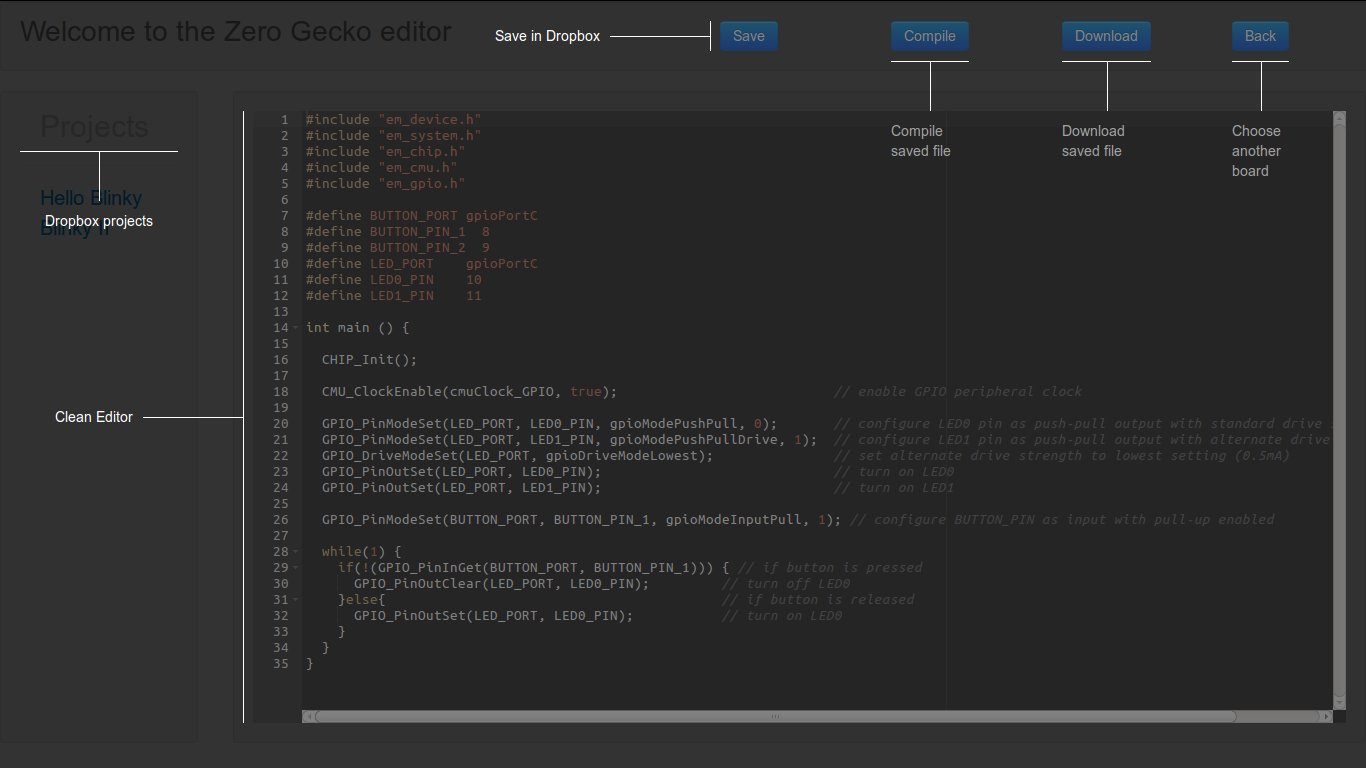 Welcome to the Zero Gecko editor
Save in Dropbox
Save
Compile
Download
Back
Compile
saved file
Download
saved file
Choose
another
board
Projects
Hello Blinky
Dropbox projects
Blinky II
Clean Editor
1 #include "em_device.h"
2 #include "em_system.h"
3 #include "em_chip.h"
4 #include "em_cmu.h"
5 #include "em_gpio.h"
6
7 #define BUTTON_PORT gpioPortC
8 #define BUTTON_PIN_1  8
9 #define BUTTON_PIN_2  9
10 #define LED_PORT    gpioPortC
11 #define LED0_PIN    10
12 #define LED1_PIN    11
13
14 int main () {
15
16   CHIP_Init();
17
18   CMU_ClockEnable(cmuClock_GPIO, true);                           // enable GPIO peripheral clock
19
20   GPIO_PinModeSet(LED_PORT, LED0_PIN, gpioModePushPull, 0);       // configure LED0 pin as push-pull output with standard drive
21   GPIO_PinModeSet(LED_PORT, LED1_PIN, gpioModePushPullDrive, 1);  // configure LED1 pin as push-pull output with alternate drive
22   GPIO_DriveModeSet(LED_PORT, gpioDriveModeLowest);               // set alternate drive strength to lowest setting (0.5mA)
23   GPIO_PinOutSet(LED_PORT, LED0_PIN);                             // turn on LED0
24   GPIO_PinOutSet(LED_PORT, LED1_PIN);                             // turn on LED1
25
26   GPIO_PinModeSet(BUTTON_PORT, BUTTON_PIN_1, gpioModeInputPull, 1); // configure BUTTON_PIN as input with pull-up enabled
27
28   while(1) {
29     if(!(GPIO_PinInGet(BUTTON_PORT, BUTTON_PIN_1))) { // if button is pressed
30       GPIO_PinOutClear(LED_PORT, LED0_PIN);         // turn off LED0
31     }else{                                          // if button is released
32       GPIO_PinOutSet(LED_PORT, LED0_PIN);           // turn on LED0
33     }
34   }
35 }